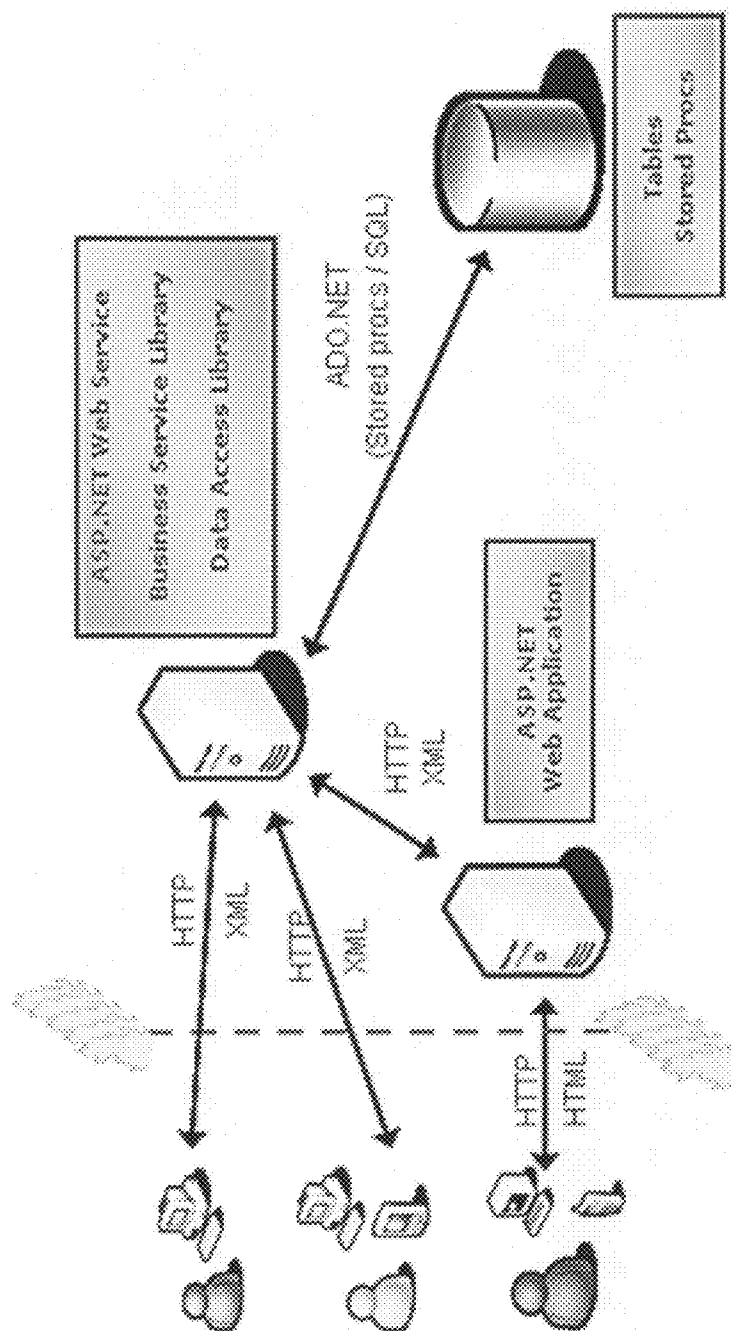 ASP.NET Web Service
Business Service Library
Data Access Library
HTTP
XML
HTTP
XML
ADO.NET
(Stored procs / SQL)
HTTP
XML
HTTP
HTML
ASP.NET
Web Application
Tables
Stored Procs